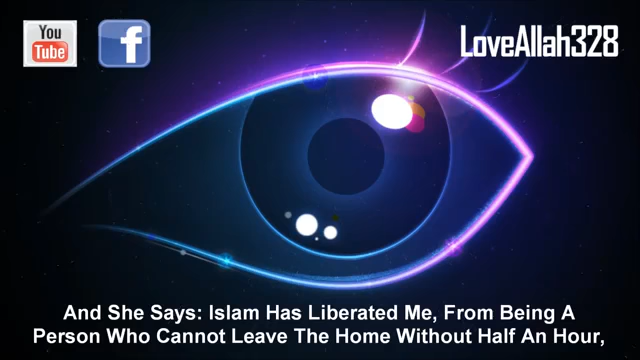 You
Tube
f
LoveAllah328
And She Says: Islam Has Liberated Me, From Being A
Person Who Cannot Leave The Home Without Half An Hour,